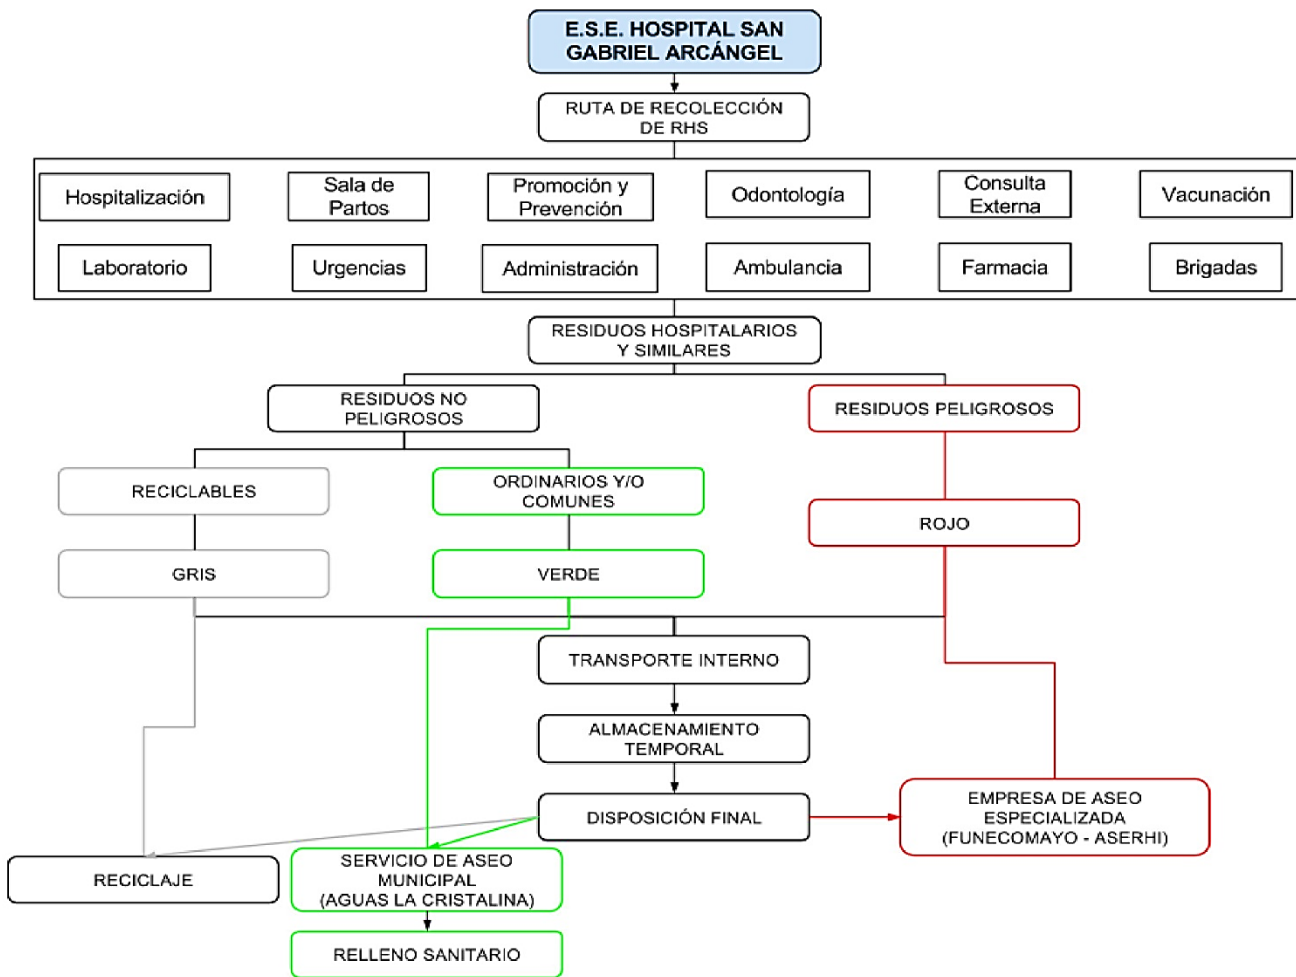 E.S.E. HOSPITAL SAN
GABRIEL ARCÁNGEL
RUTA DE RECOLECCIÓN
DE RHS
Hospitalización
Sala de
Partos
Promoción y
Prevención
Odontología
Consulta
Externa
Vacunación
Laboratorio
Urgencias
Administración
Ambulancia
Farmacia
Brigadas
RESIDUOS HOSPITALARIOS
Y SIMILARES
RESIDUOS NO
PELIGROSOS
RESIDUOS PELIGROSOS
RECICLABLES
ORDINARIOS Y/O
COMUNES
ROJO
GRIS
VERDE
TRANSPORTE INTERNO
ALMACENAMIENTO
TEMPORAL
DISPOSICIÓN FINAL
EMPRESA DE ASEO
ESPECIALIZADA
(FUNECOMAYO - ASERHI)
RECICLAJE
SERVICIO DE ASEO
MUNICIPAL
(AGUAS LA CRISTALINA)
RELLENO SANITARIO